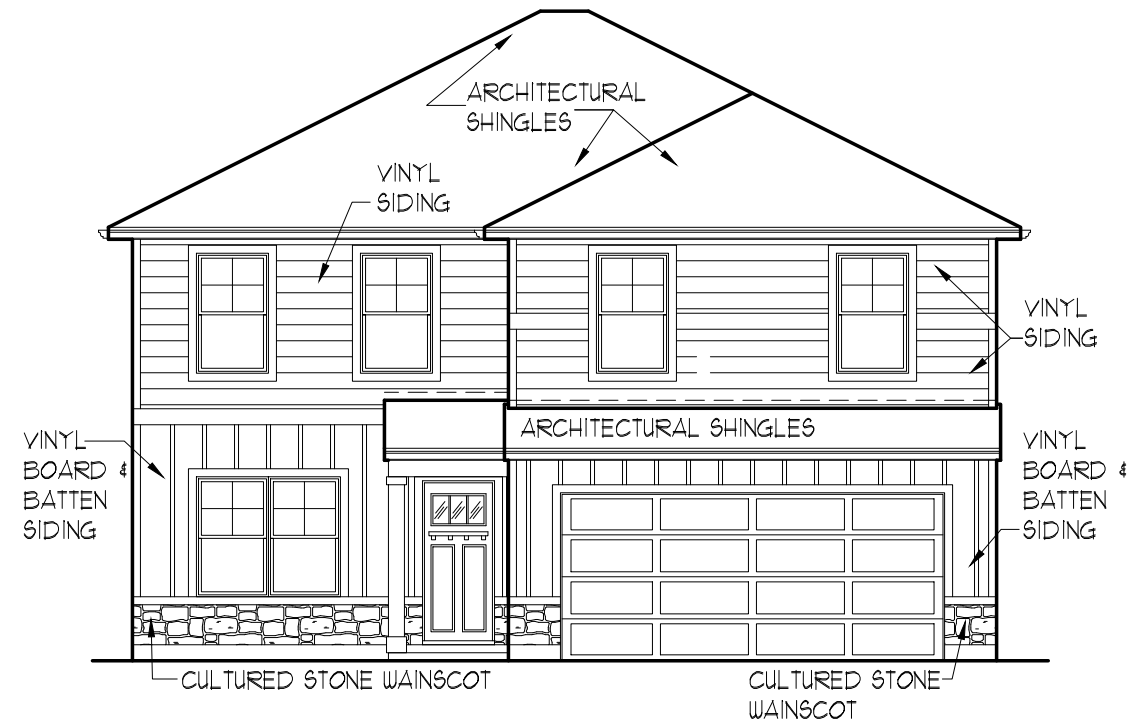 ARCHITECTURAL
SHINGLES
VINYL
SIDING
VINYL
SIDING
ARCHITECTURAL SHINGLES
VINYL
BOARD &
BATTEN
SIDING
VINYL
BOARD &
BATTEN
SIDING
CULTURED STONE WAINSCOT
CULTURED STONE
WAINSCOT